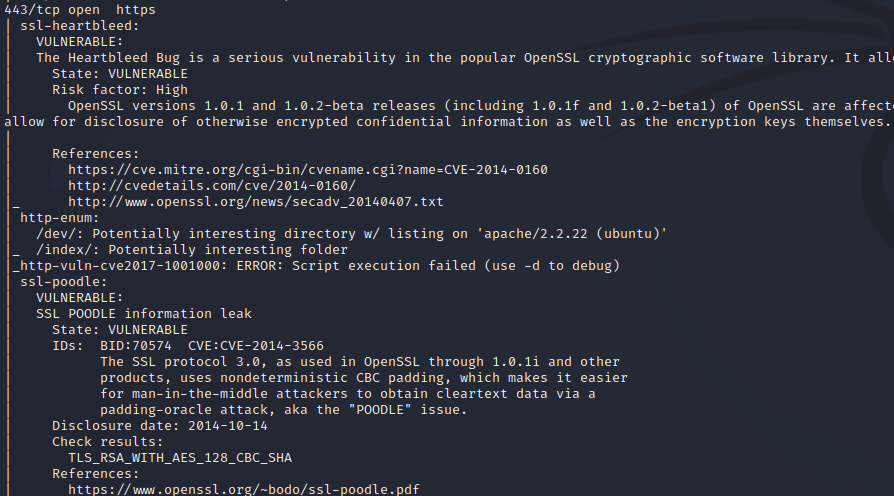 443/tcp open  https
| ssl-heartbleed:
|   VULNERABLE:
|   The Heartbleed Bug is a serious vulnerability in the popular OpenSSL cryptographic software library. It
|     State: VULNERABLE
|     Risk factor: High
|       OpenSSL versions 1.0.1 and 1.0.2-beta releases (including 1.0.1f and 1.0.2-beta1) of OpenSSL are
allow for disclosure of otherwise encrypted confidential information as well as the encryption keys themselves.
|
|     References:
|       https://cve.mitre.org/cgi-bin/cvename.cgi?name=CVE-2014-0160
|       http://cvedetails.com/cve/2014-0160/
|_      http://www.openssl.org/news/secadv_20140407.txt
| http-enum:
|   /dev/: Potentially interesting directory w/ listing on 'apache/2.2.22 (ubuntu)'
|_  /index/: Potentially interesting folder
|_http-vuln-cve2017-1001000: ERROR: Script execution failed (use -d to debug)
| ssl-poodle:
|   VULNERABLE:
|   SSL POODLE information leak
|     State: VULNERABLE
|     IDs:  BID:70574  CVE:CVE-2014-3566
|           The SSL protocol 3.0, as used in OpenSSL through 1.0.1i and other
|           products, uses nondeterministic CBC padding, which makes it easier
|           for man-in-the-middle attackers to obtain cleartext data via a
|           padding-oracle attack, aka the "POODLE" issue.
|     Disclosure date: 2014-10-14
|     Check results:
|       TLS_RSA_WITH_AES_128_CBC_SHA
|     References:
|       https://www.openssl.org/~bodo/ssl-poodle.pdf